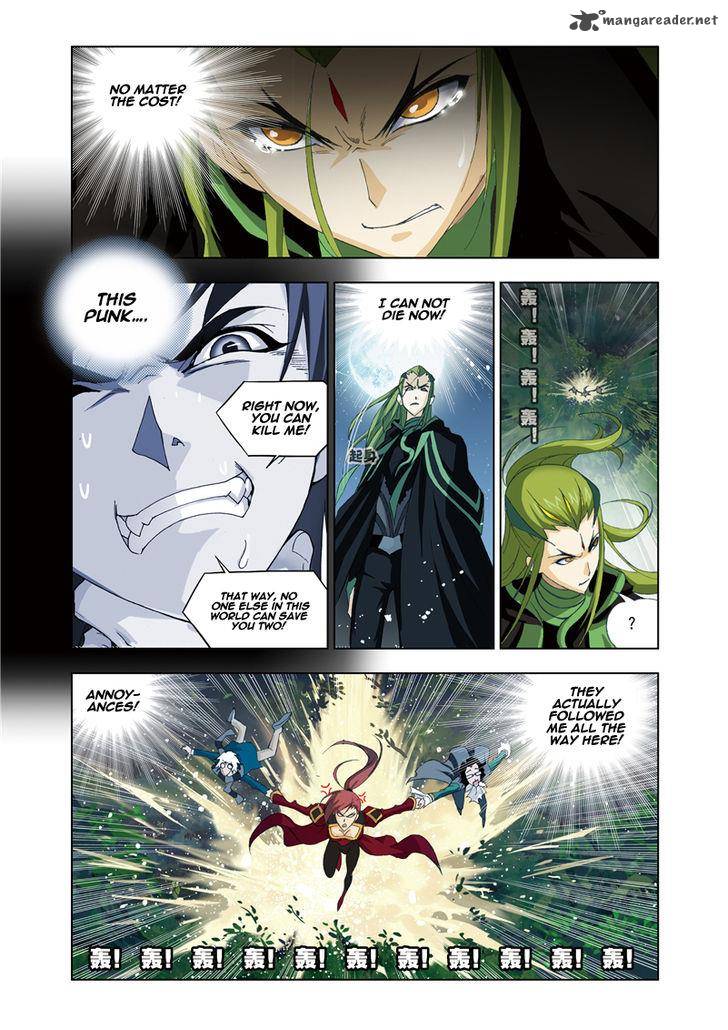 mangareader.net
NO MATTER
THE COST!
THIS
PUNK....
RIGHT NOW,
YOU CAN
KILL ME!
THAT WAY, NO
ONE ELSE IN THIS
WORLD CAN SAVE
YOU TWO!
I CAN NOT
DIE NOW!
起身
轰!
轰!
轰!
轰!
?
ANNOY-
ANCES!
THEY
ACTUALLY
FOLLOWED
ME ALL THE
WAY HERE!
轰! 轰! 轰! 轰! 轰! 轰! 轰! 轰! 轰! 轰! 轰!